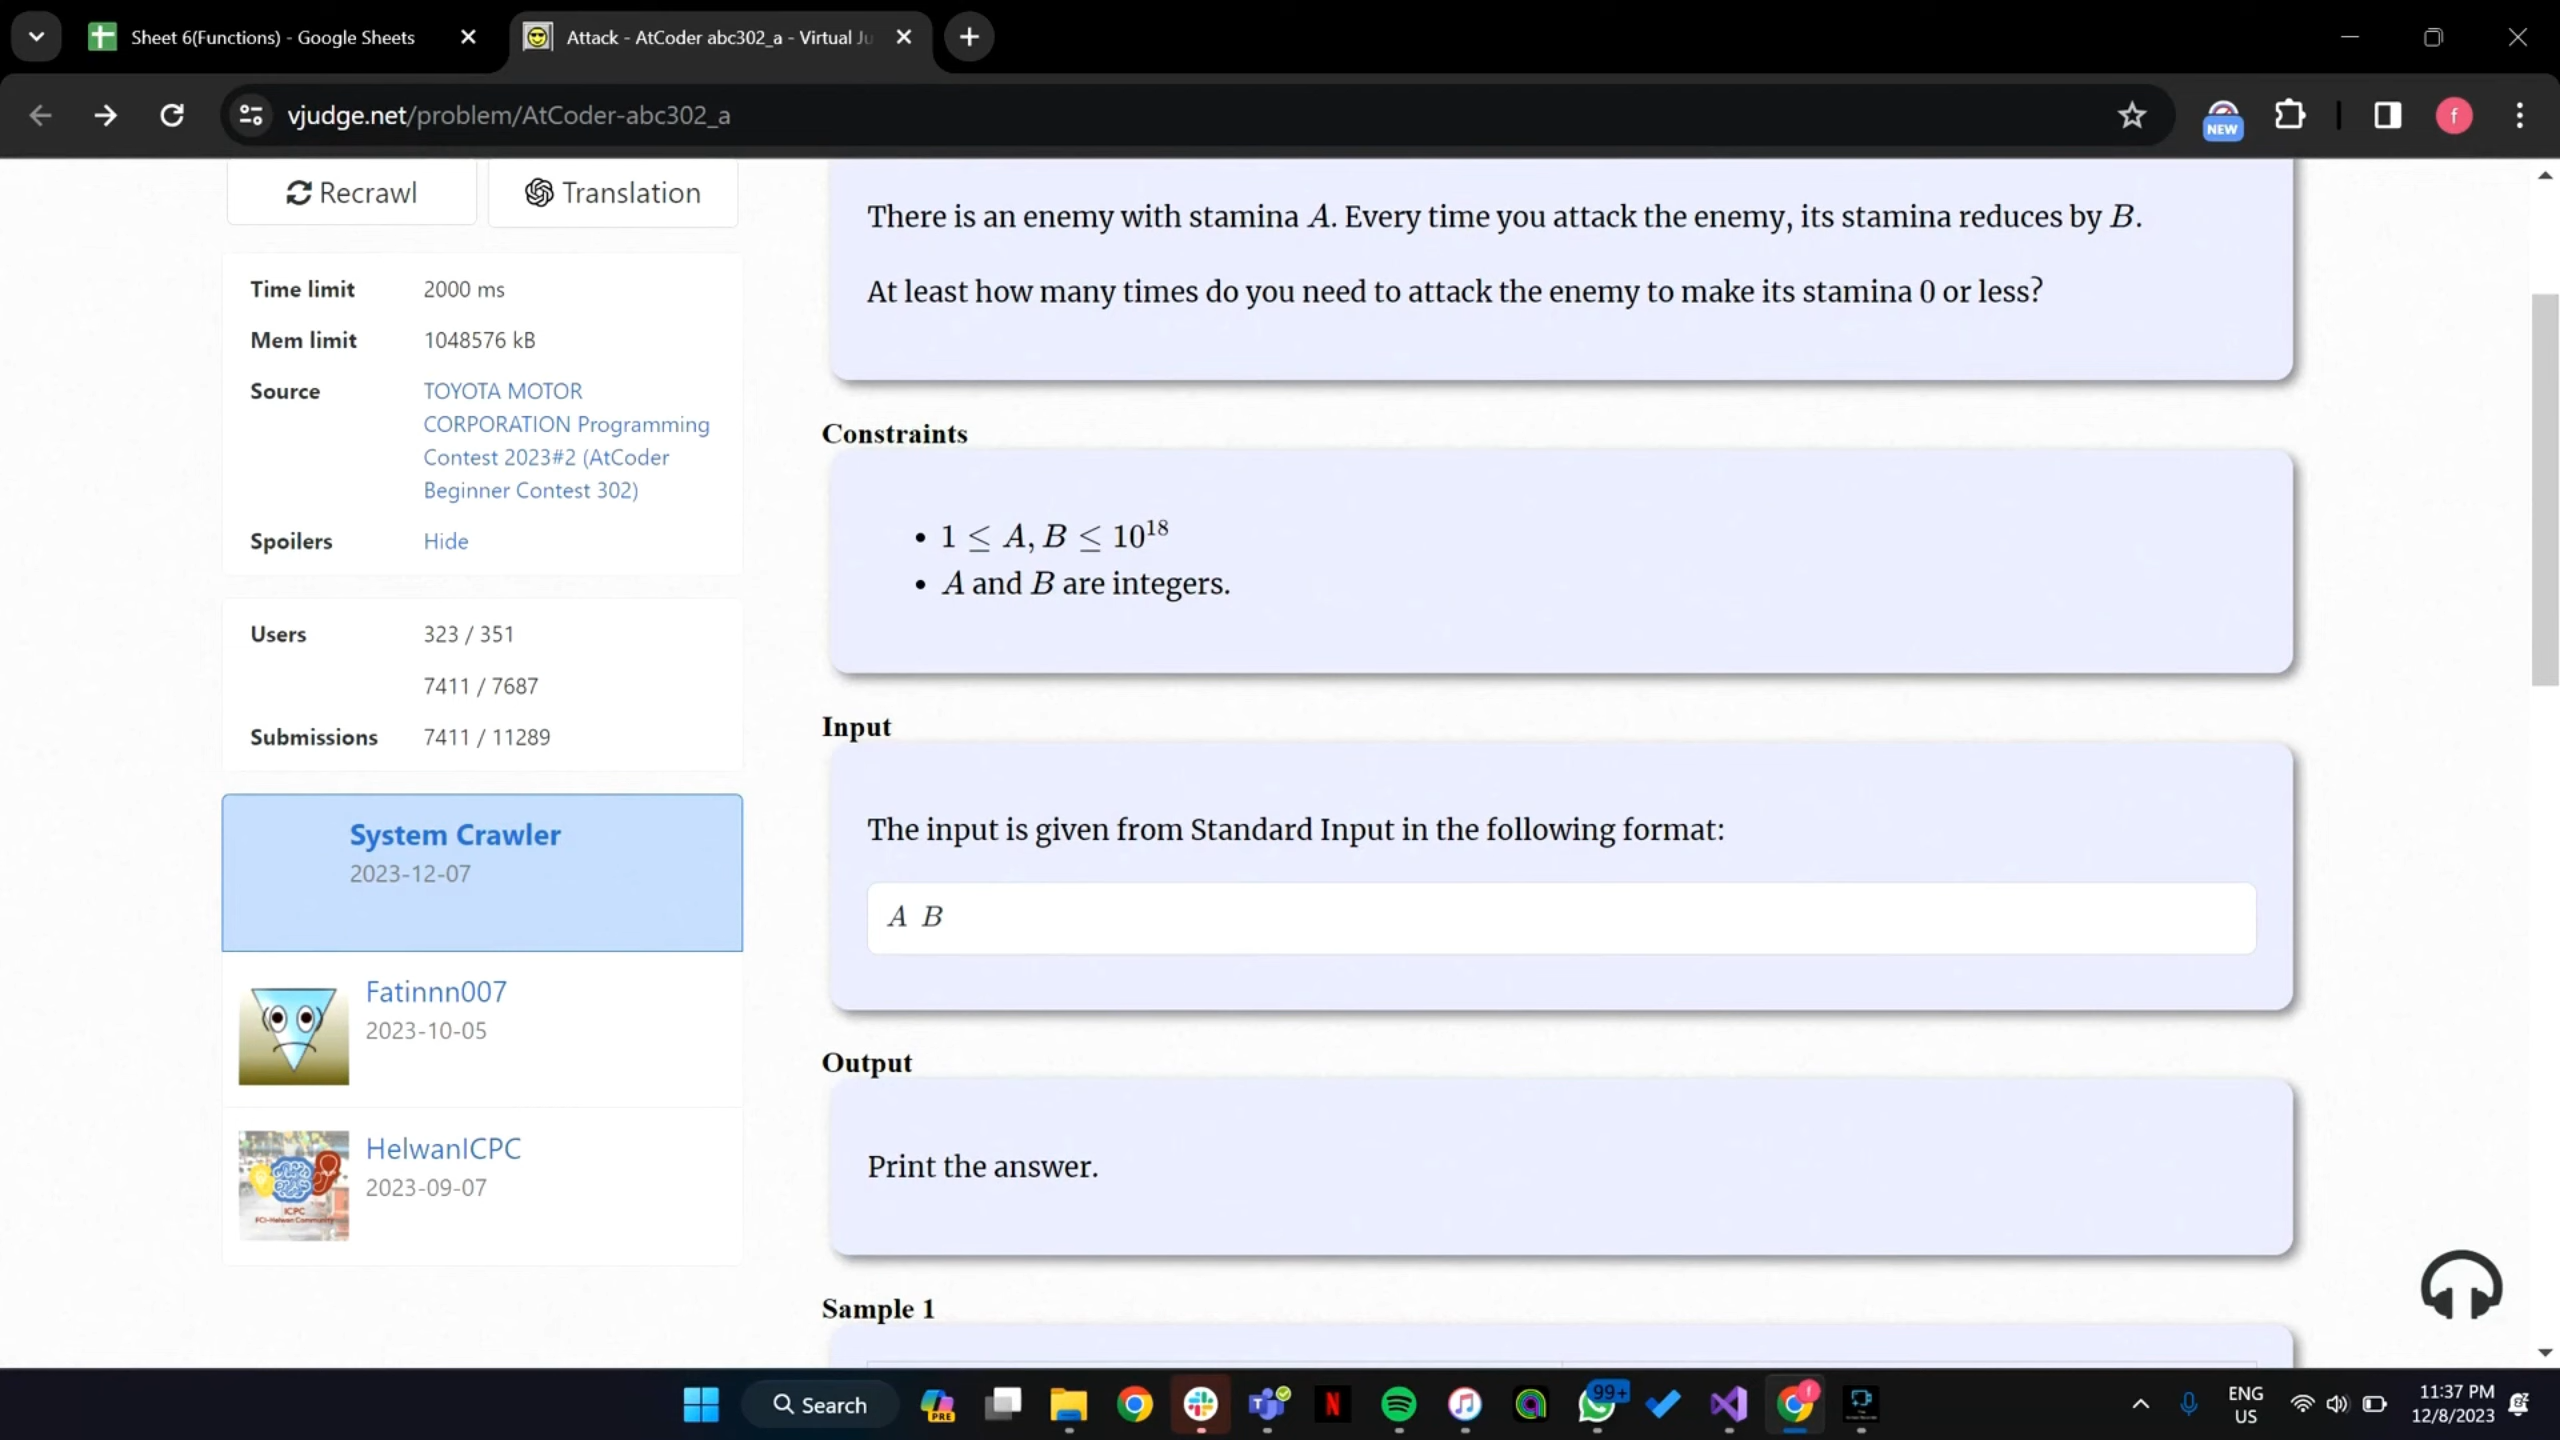 Sheet 6(Functions) - Google Sheets
Attack - AtCoder abc302_a - Virtual Ju
vjudge.net/problem/AtCoder-abc302_a
NEW
f
Recrawl
Translation
Time limit 2000 ms
Mem limit 1048576 kB
Source TOYOTA MOTOR
CORPORATION Programming
Contest 2023#2 (AtCoder
Beginner Contest 302)
Spoilers Hide
Users 323 / 351
7411 / 7687
Submissions 7411 / 11289
System Crawler
2023-12-07
Fatinnn007
2023-10-05
HelwanICPC
2023-09-07
ICPC
FCI-Helwan Community
There is an enemy with stamina A. Every time you attack the enemy, its stamina reduces by B.
At least how many times do you need to attack the enemy to make its stamina 0 or less?
Constraints
• 1 ≤ A, B ≤ 10¹⁸
• A and B are integers.
Input
The input is given from Standard Input in the following format:
A B
Output
Print the answer.
Sample 1
Search
PRE
T
N
99+
f
ENG
US
11:37 PM
12/8/2023